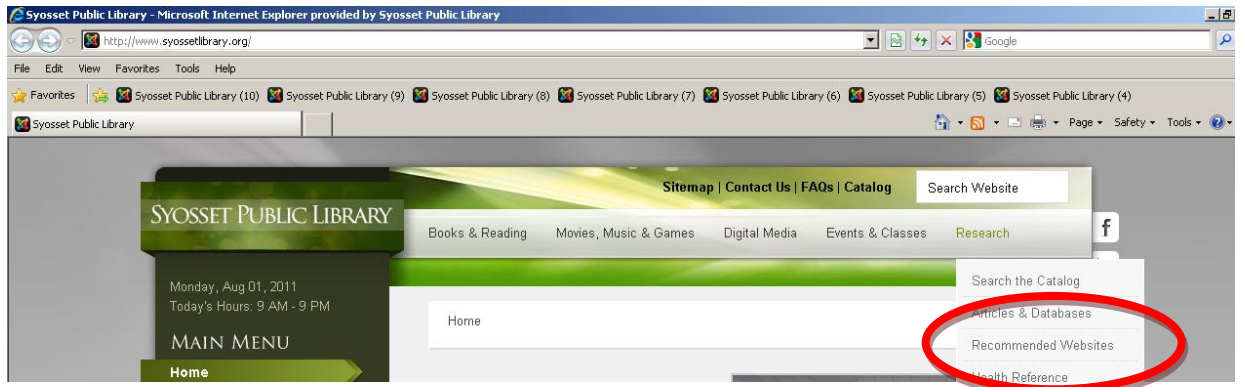 Syosset Public Library - Microsoft Internet Explorer provided by Syosset Public Library
http://www.syossetlibrary.org/
Google
File Edit View Favorites Tools Help
Favorites Syosset Public Library (10) Syosset Public Library (9) Syosset Public Library (8) Syosset Public Library (7) Syosset Public Library (6) Syosset Public Library (5) Syosset Public Library (4)
Syosset Public Library
Page Safety Tools
Sitemap | Contact Us | FAQs | Catalog
Search Website
SYOSSET PUBLIC LIBRARY
Books & Reading Movies, Music & Games Digital Media Events & Classes Research
f
Monday, Aug 01, 2011
Today's Hours: 9 AM - 9 PM
MAIN MENU
Home
Home
Search the Catalog
Articles & Databases
Recommended Websites
Health Reference